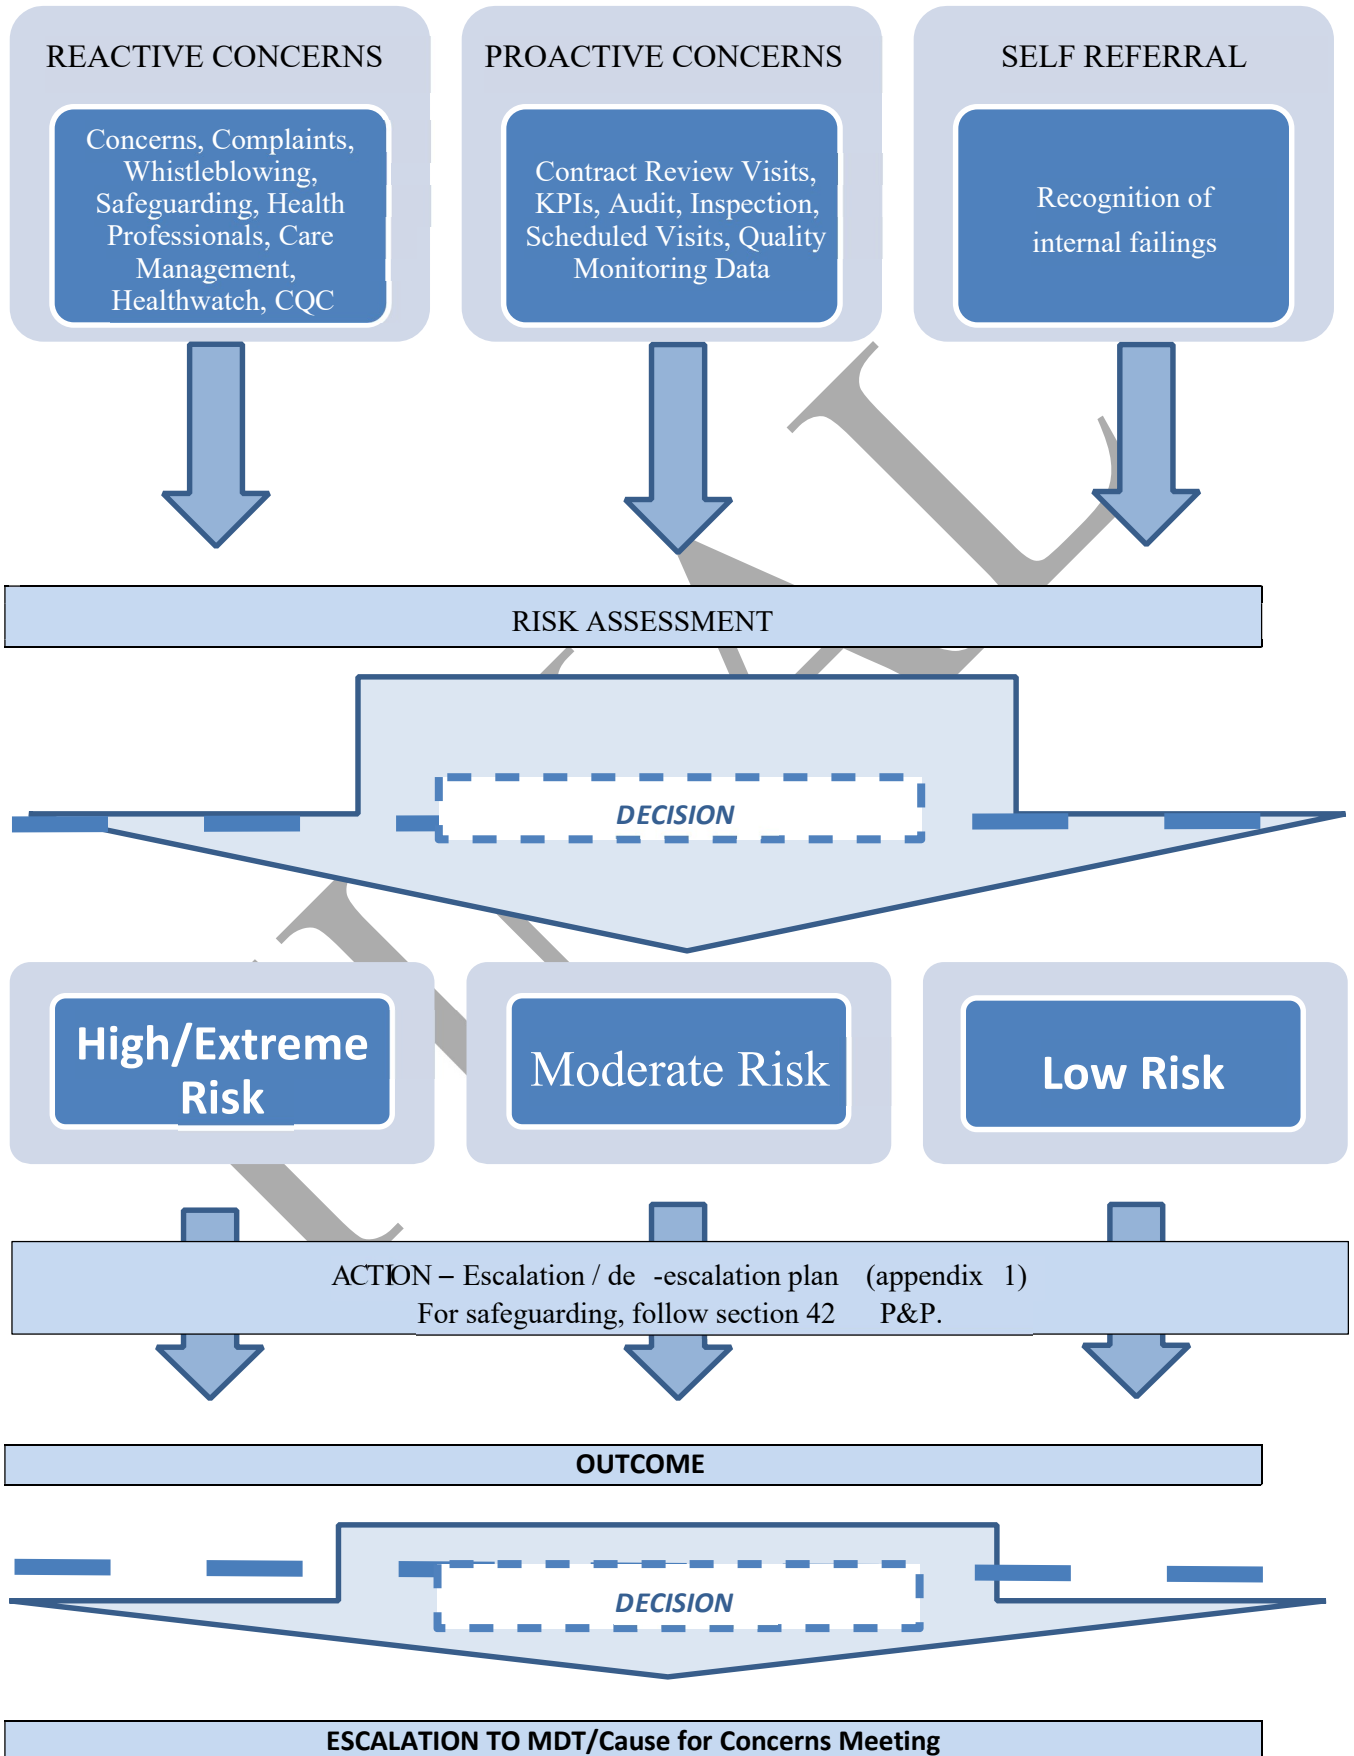 REACTIVE CONCERNS
Concerns, Complaints,
Whistleblowing,
Safeguarding, Health
Professionals, Care
Management,
Healthwatch, CQC
PROACTIVE CONCERNS
Contract Review Visits,
KPIs, Audit, Inspection,
Scheduled Visits, Quality
Monitoring Data
SELF REFERRAL
Recognition of
internal failings
RISK ASSESSMENT
DECISION
High/Extreme
Risk
Moderate Risk
Low Risk
ACTION – Escalation / de -escalation plan (appendix 1)
For safeguarding, follow section 42 P&P.
OUTCOME
DECISION
ESCALATION TO MDT/Cause for Concerns Meeting